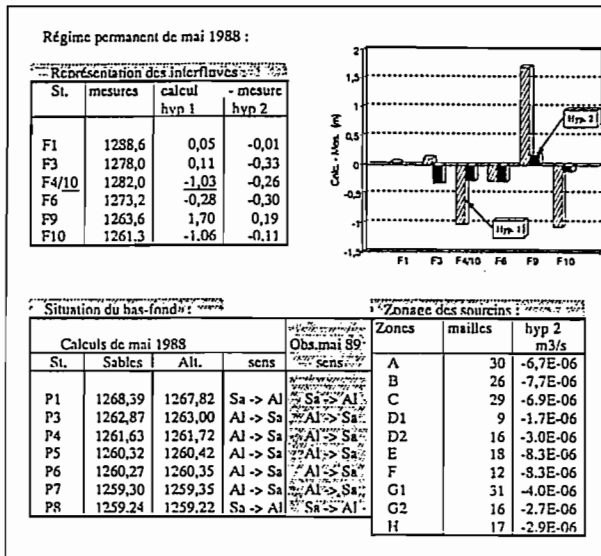 Régime permanent de mai 1988 :
Représentation des interfluves :
St. mesures calcul - mesure
hyp 1 hyp 2
F1 1288,6 0,05 -0,01
F3 1278,0 0,11 -0,33
F4/10 1282,0 -1,03 -0,26
F6 1273,2 -0,28 -0,30
F9 1263,6 1,70 0,19
F10 1261,3 -1,06 -0,11
Calc. - Mes. (m)
2
1,5
1
0,5
0
-0,5
-1
-1,5
Hyp. 2
Hyp. 1
F1 F3 F4/10 F6 F9 F10
Situation du bas-fond :
Calculs de mai 1988 Obs.mai 89
St. Sables Alt. sens sens
P1 1268,39 1267,82 Sa -> Al Sa -> Al
P3 1262,87 1263,00 Al -> Sa Al -> Sa
P4 1261,63 1261,72 Al -> Sa Al -> Sa
P5 1260,32 1260,42 Al -> Sa Al -> Sa
P6 1260,27 1260,35 Al -> Sa Al -> Sa
P7 1259,30 1259,35 Al -> Sa Al -> Sa
P8 1259,24 1259,22 Sa -> Al Sa -> Al
Zonage des sourcins :
Zones mailles hyp 2
m3/s
A 30 -6,7E-06
B 26 -7,7E-06
C 29 -6,9E-06
D1 9 -1,7E-06
D2 16 -3,0E-06
E 18 -8,3E-06
F 12 -8,3E-06
G1 31 -4,0E-06
G2 16 -2,7E-06
H 17 -2,9E-06